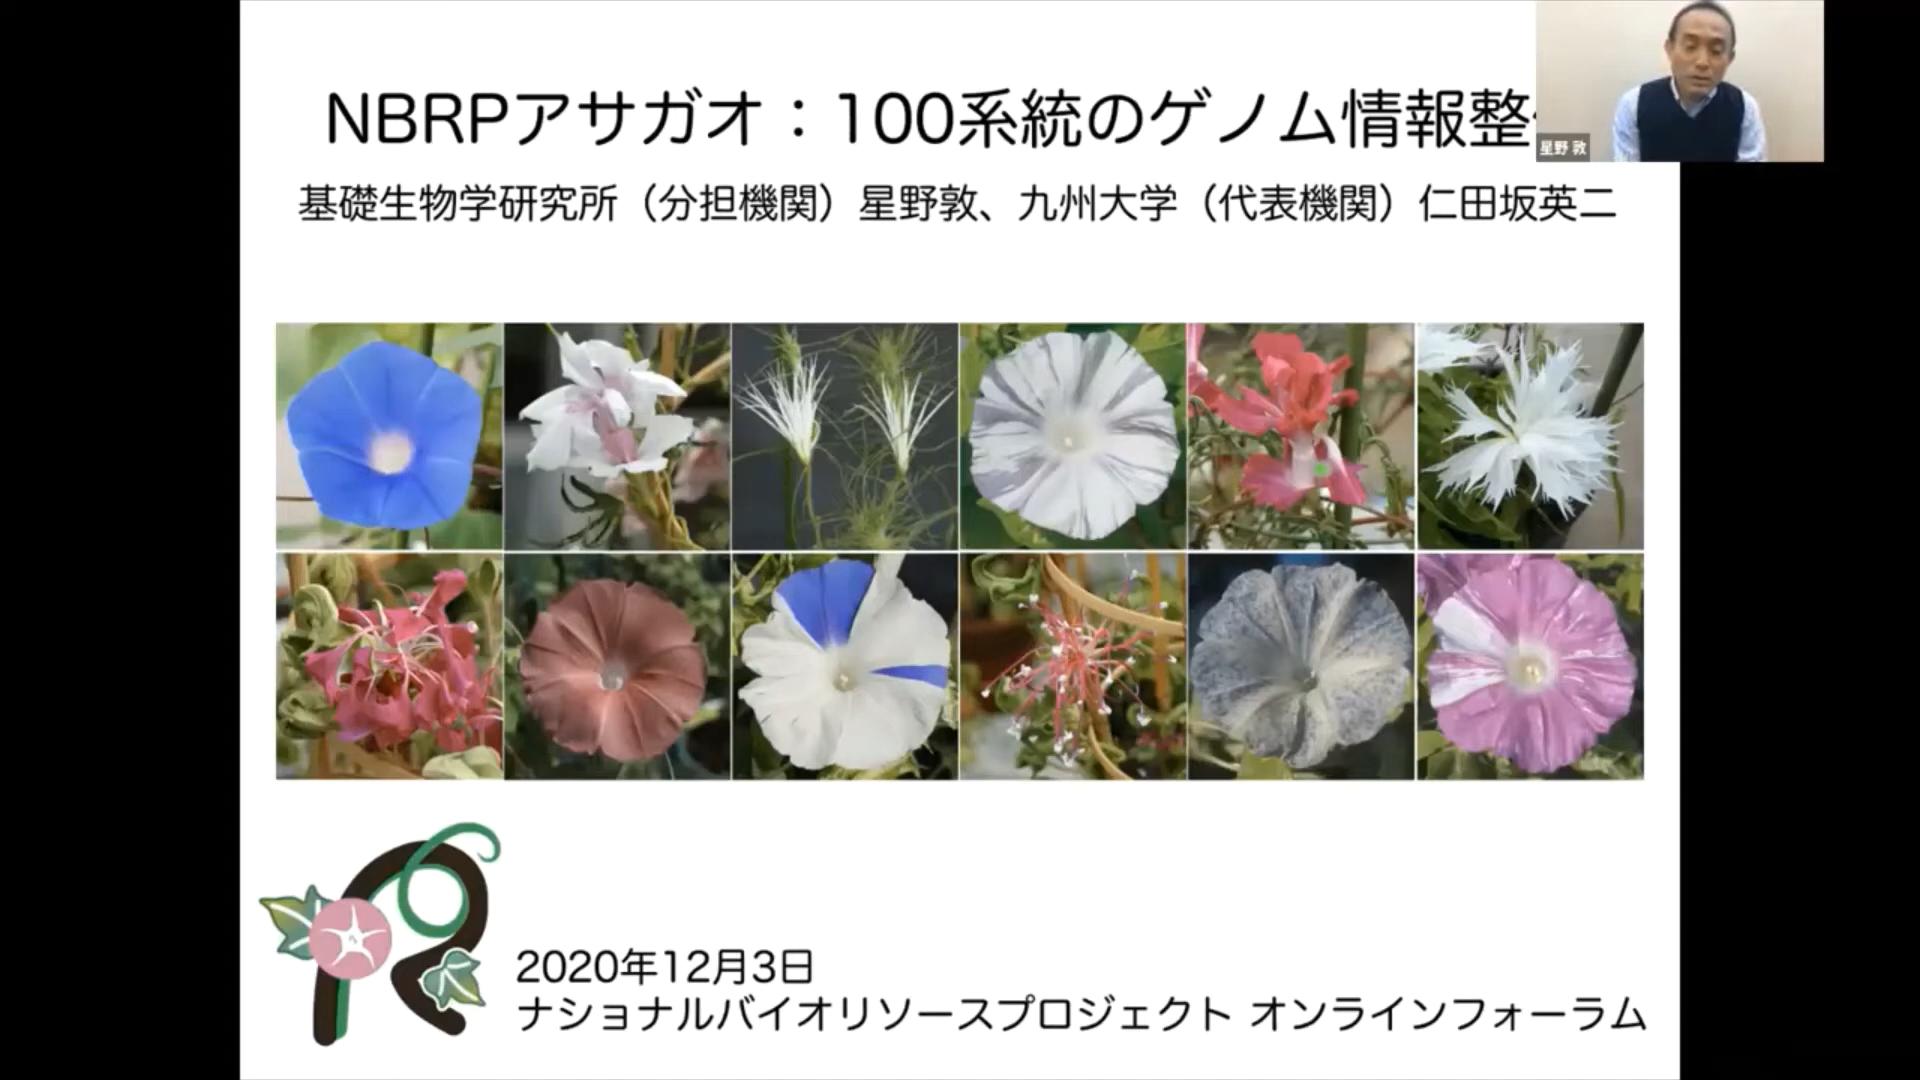 NBRPアサガオ：100系統のゲノム情報整
星野 敦
基礎生物学研究所（分担機関）星野敦、九州大学（代表機関）仁田坂英二
2020年12月3日
ナショナルバイオリソースプロジェクト オンラインフォーラム